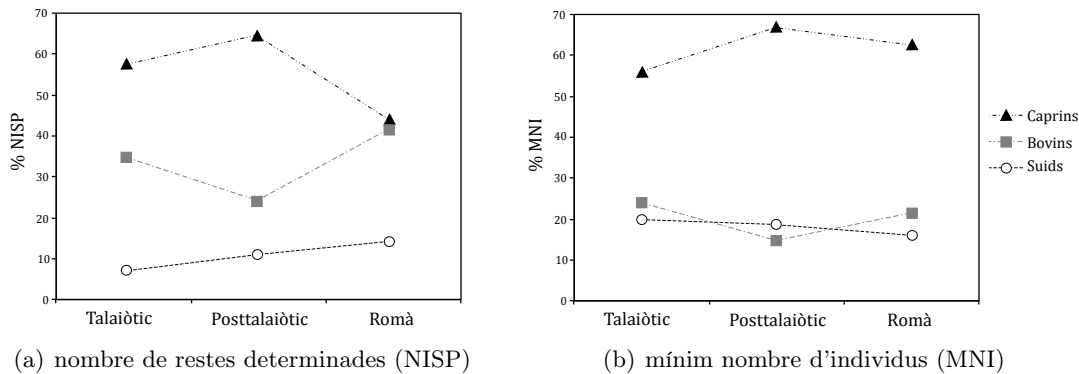 70
60
50
40
30
20
10
0
% NISP
Talaiòtic Posttalaiòtic Romà
(a) nombre de restes determinades (NISP)
70
60
50
40
30
20
10
0
% MNI
Talaiòtic Posttalaiòtic Romà
(b) mínim nombre d'individus (MNI)
Caprins
Bovins
Suids